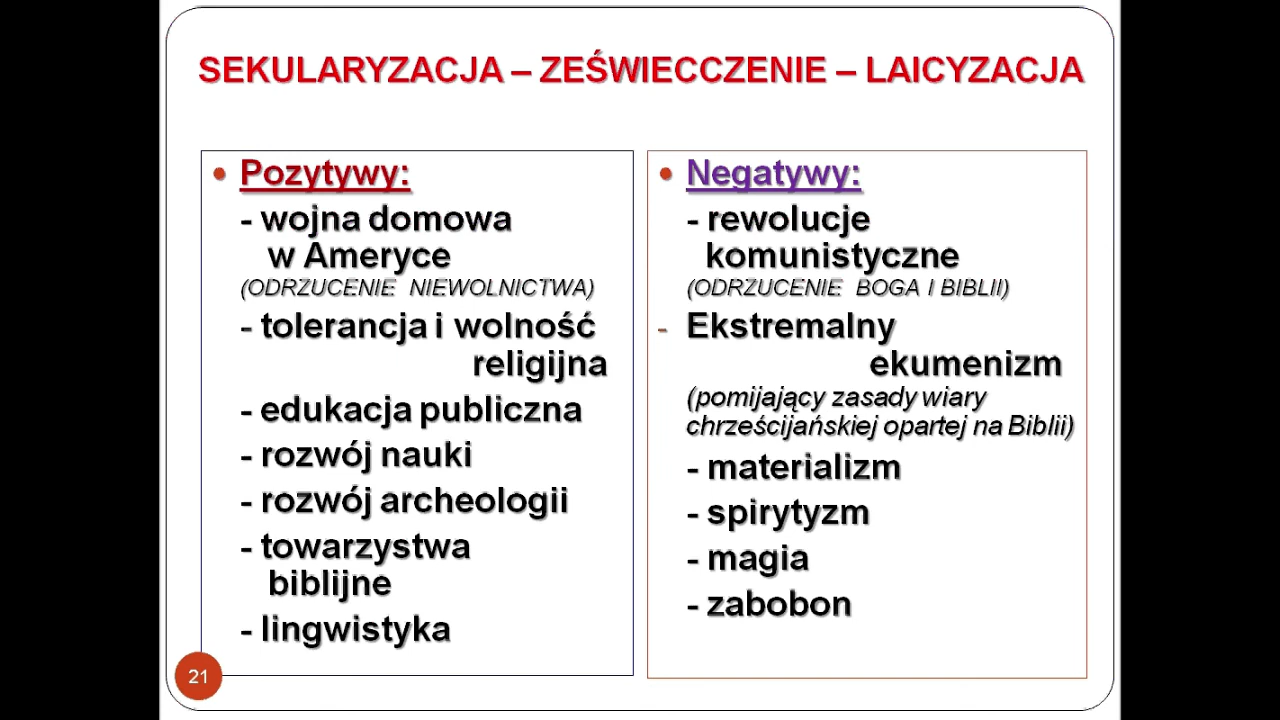 SEKULARYZACJA – ZEŚWIECCZENIE – LAICYZACJA
• Pozytywy:
- wojna domowa
w Ameryce
(ODRZUCENIE NIEWOLNICTWA)
- tolerancja i wolność
religijna
- edukacja publiczna
- rozwój nauki
- rozwój archeologii
- towarzystwa
biblijne
- lingwistyka
• Negatywy:
- rewolucje
komunistyczne
(ODRZUCENIE BOGA I BIBLII)
- Ekstremalny
ekumenizm
(pomijający zasady wiary
chrześcijańskiej opartej na Biblii)
- materializm
- spirytyzm
- magia
- zabobon
21